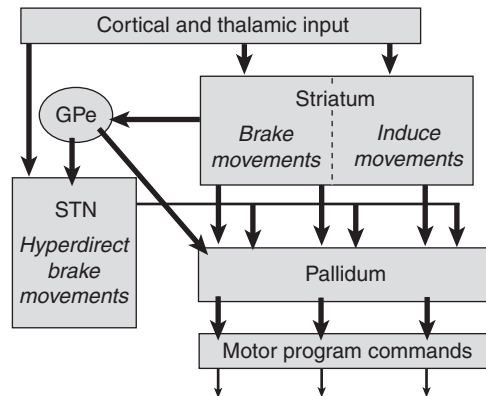 Cortical and thalamic input
Striatum
GPe
Brake
movements
Induce
movements
STN
Hyperdirect
brake
movements
Pallidum
Motor program commands